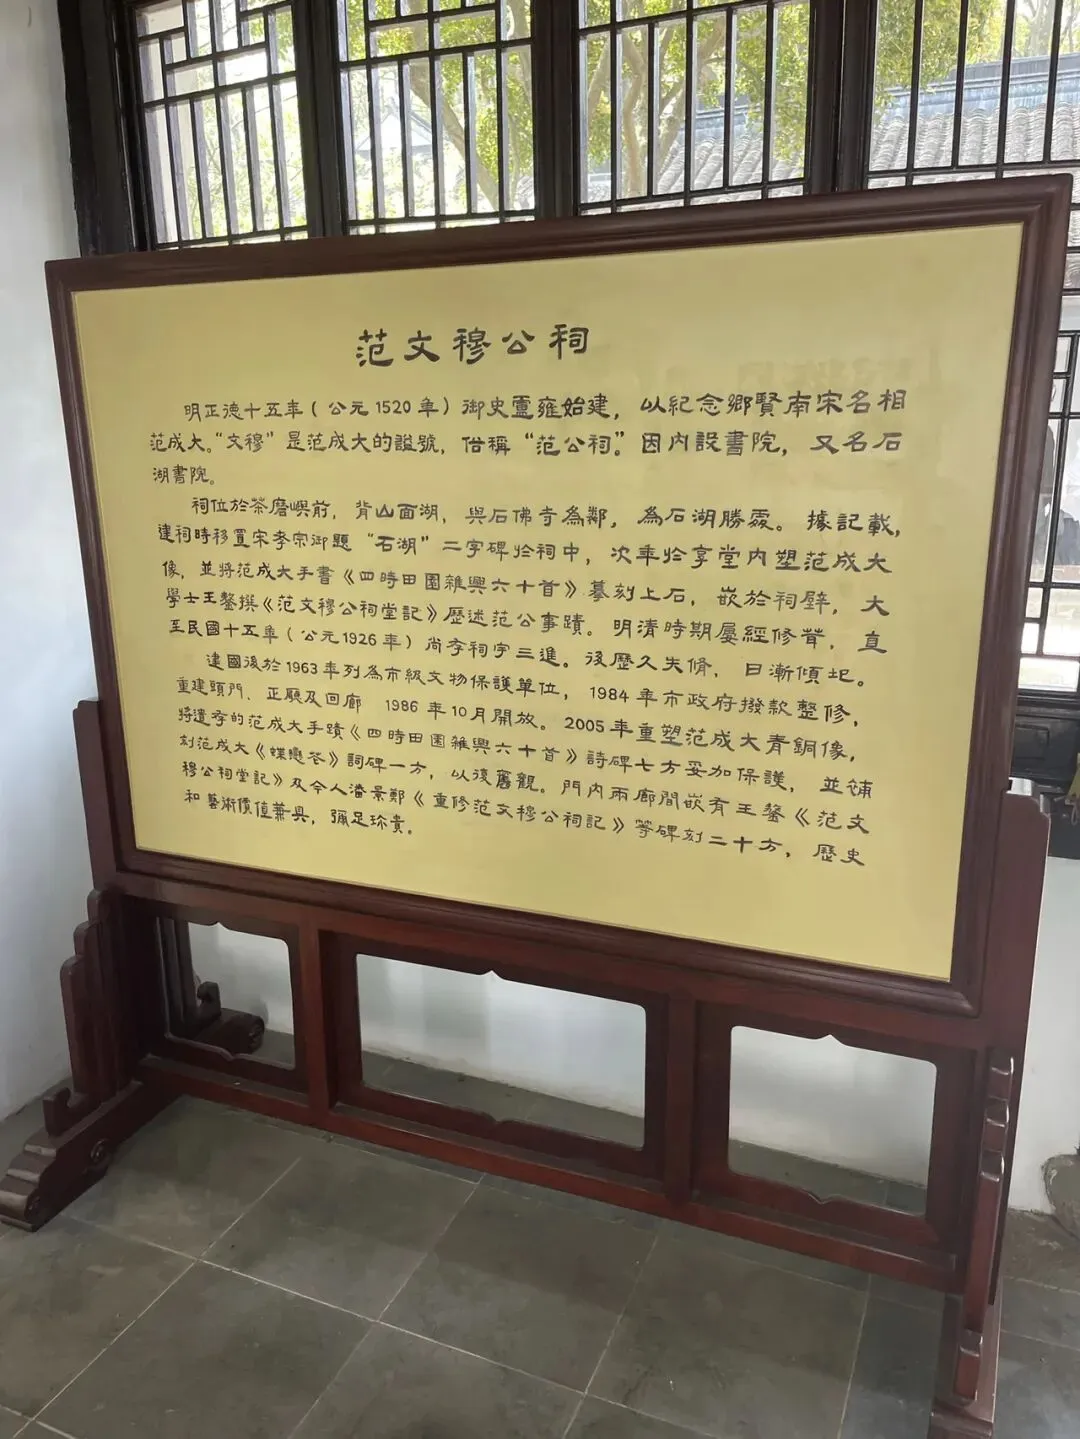 范文穆公祠
明正德十五年（公元1520年）御史盧雍始建，以紀念鄉賢南宋名相
范成大。“文穆”是范成大的諡號，俗稱“范公祠”。因内設書院，又名石
湖書院。
祠位於茶磨嶼前，背山面湖，與石佛寺為鄰，為石湖勝處。據記載，
建祠時移置宋孝宗御題“石湖”二字碑於祠中，次年於享堂内塑范成大
像，並將范成大手書《四時田園雜興六十首》摹刻上石，嵌於祠壁，大
學士王鏊撰《范文穆公祠堂記》歷述范公事蹟。明清時期屢經修葺，直
至民國十五年（公元1926年）尚存祠宇三進。後歷久失脩，日漸傾圮。
建國後於1963年列為市級文物保護單位，1984年市政府撥款整修，
重建頭門、正廳及回廊 1986年10月開放。2005年重塑范成大青銅像，
將遺存的范成大手蹟《四時田園雜興六十首》詩碑七方妥加保護，並補
刻范成大《蝶戀花》詞碑一方，以復舊觀。門内兩廊間嵌有王鏊《范文
穆公祠堂記》及今人潘景鄭《重修范文穆公祠記》等碑刻二十方，歷史
和藝術價值兼具，彌足珍貴。